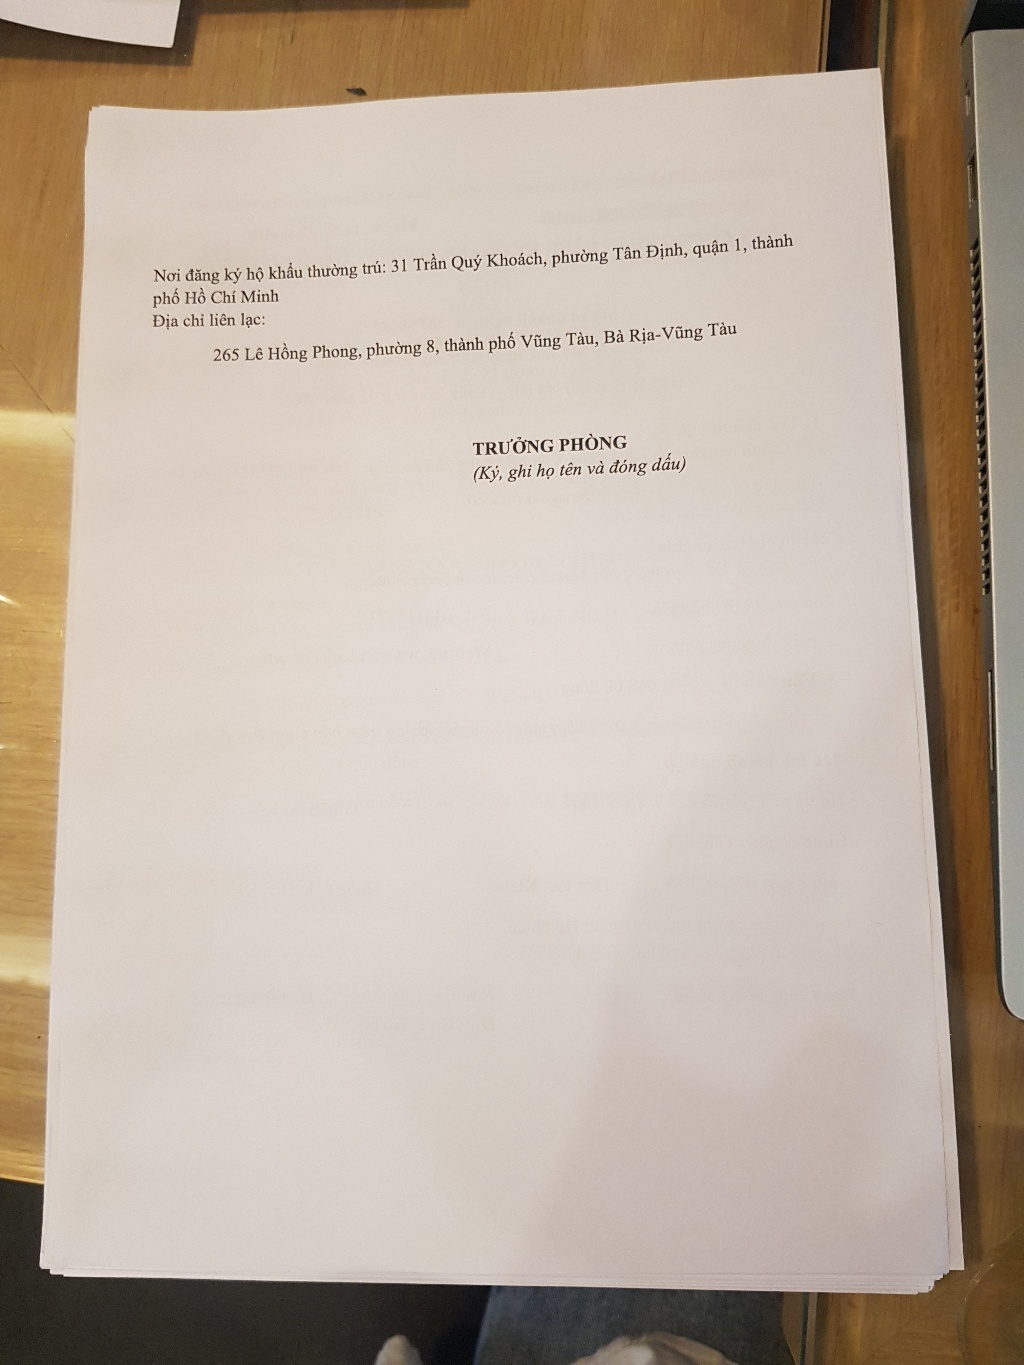 Nơi đăng ký hộ khẩu thường trú: 31 Trần Quý Khoách, phường Tân Định, quận 1, thành
phố Hồ Chí Minh
Địa chỉ liên lạc:
265 Lê Hồng Phong, phường 8, thành phố Vũng Tàu, Bà Rịa-Vũng Tàu
TRƯỞNG PHÒNG
(Ký, ghi họ tên và đóng dấu)